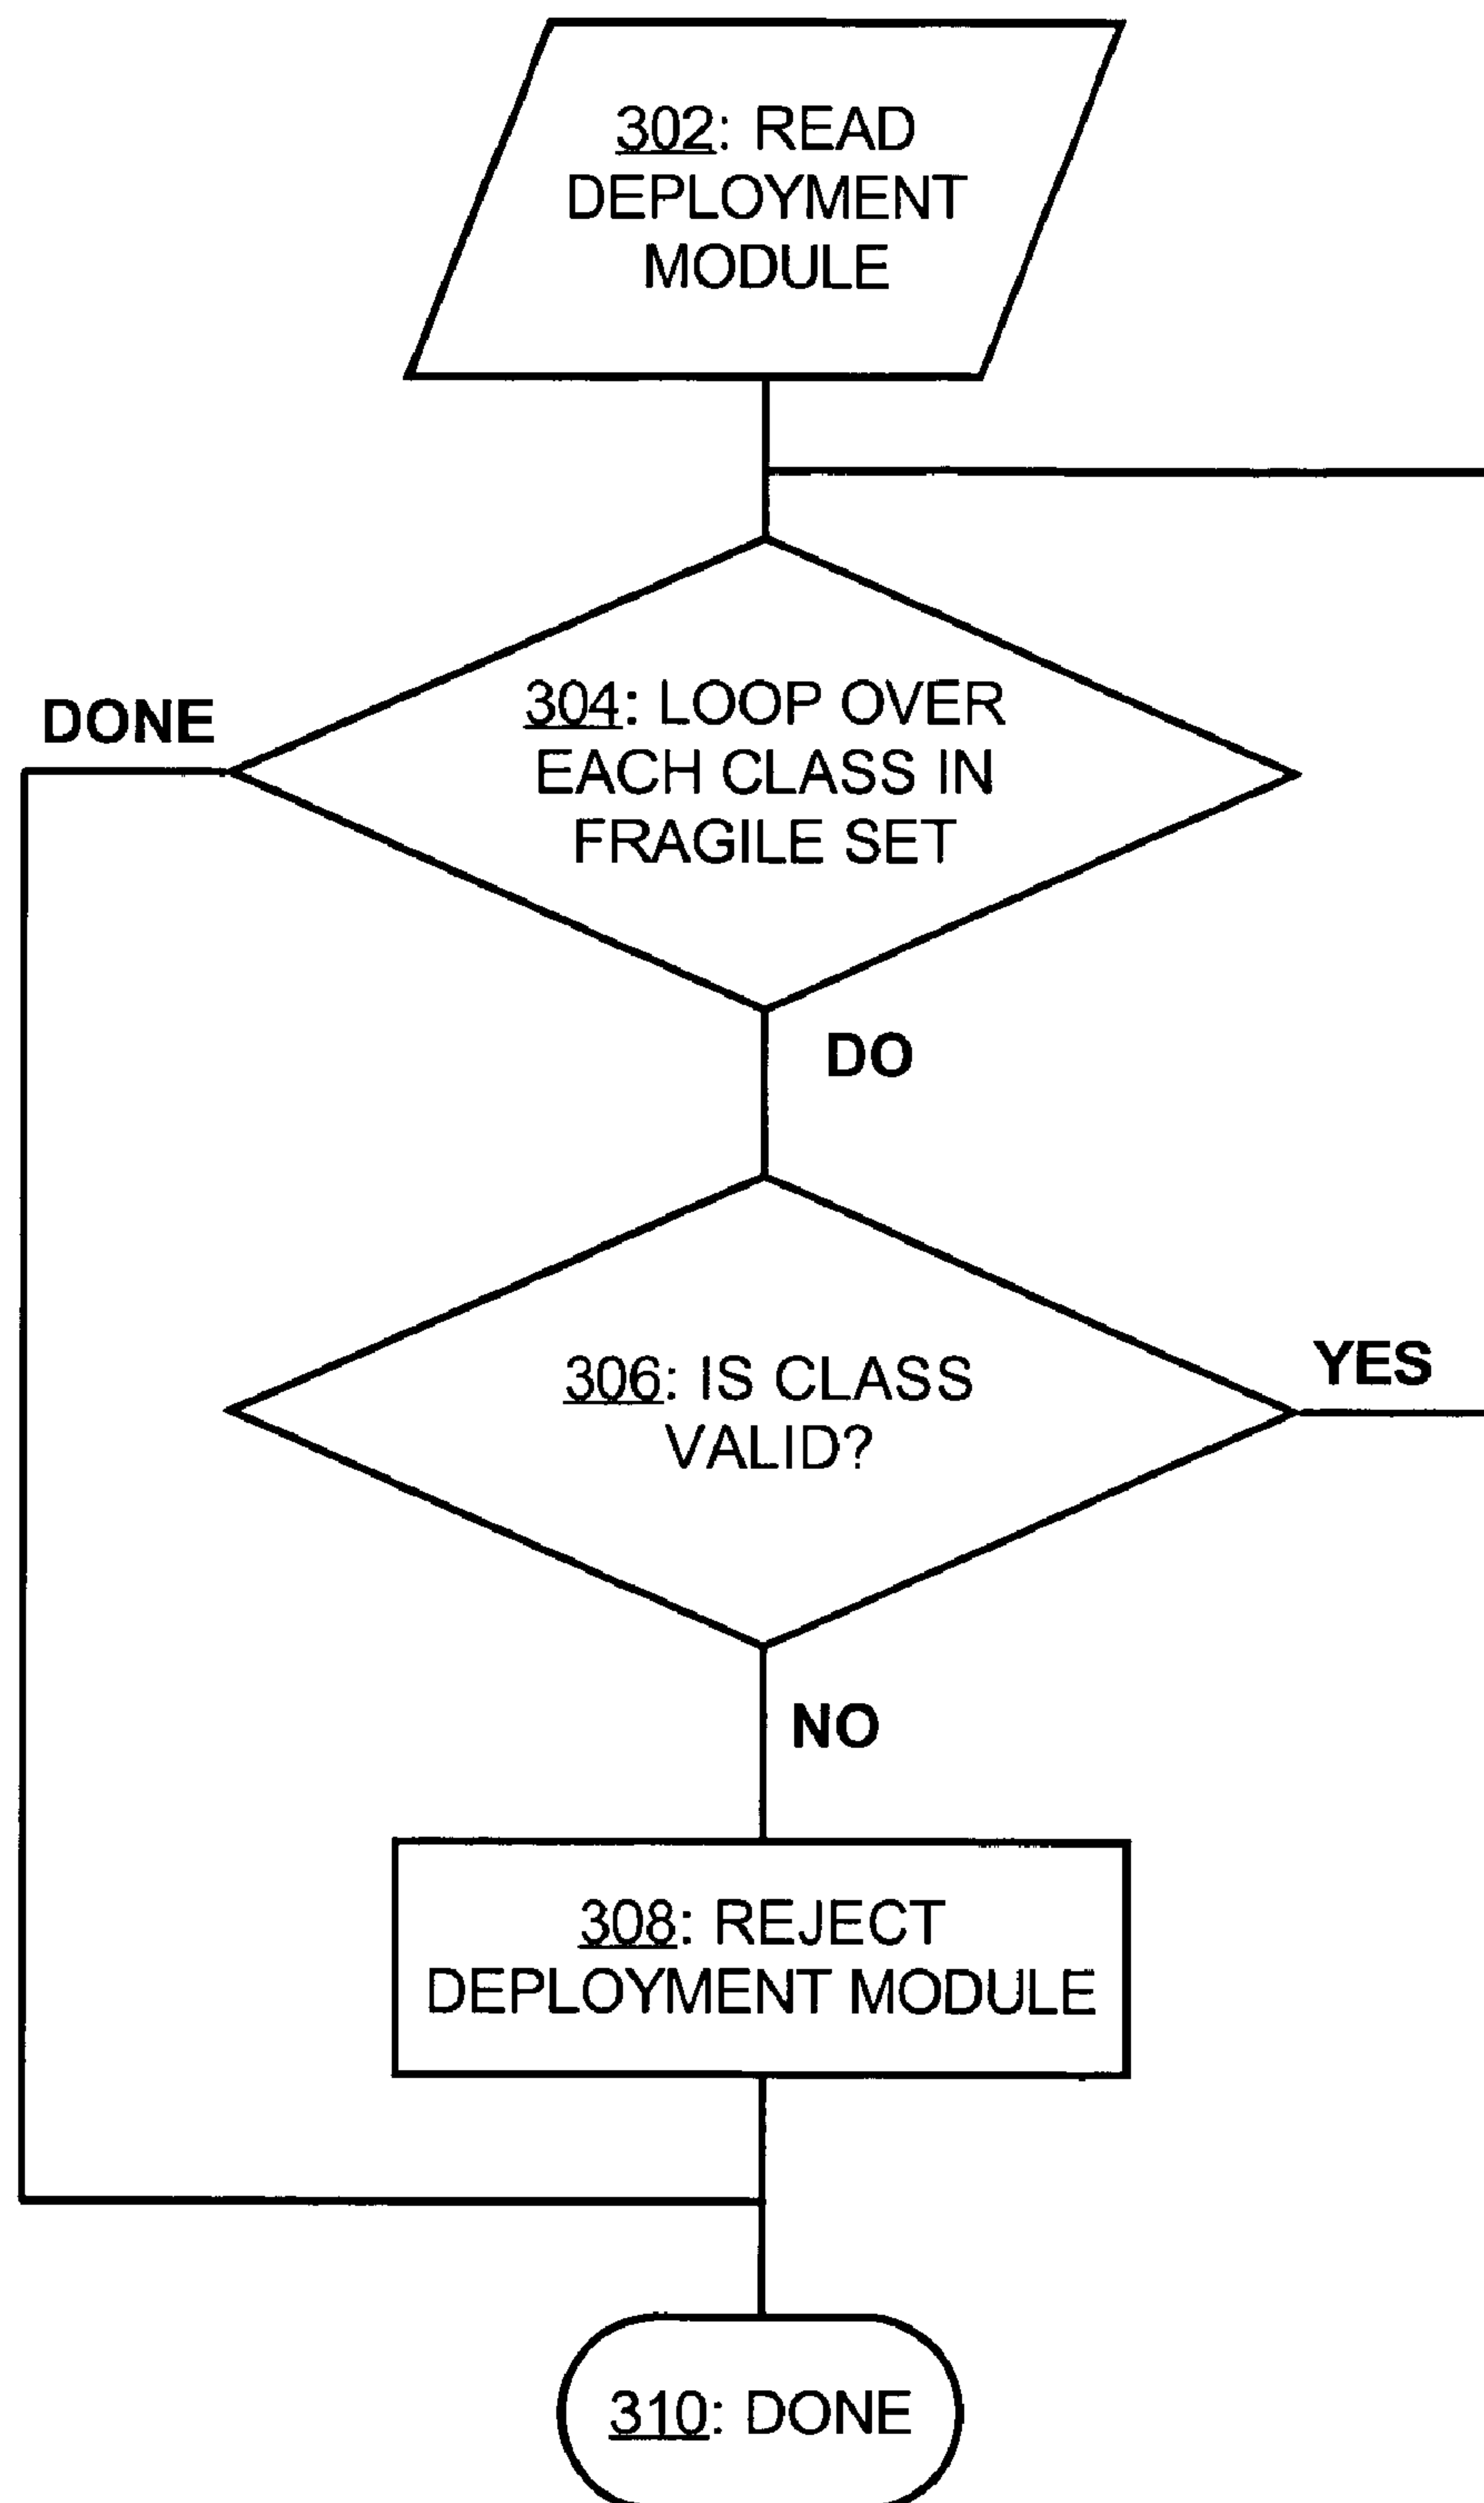 302: READ
DEPLOYMENT
MODULE
DONE
304: LOOP OVER
EACH CLASS IN
FRAGILE SET
DO
306: IS CLASS
VALID?
YES
NO
308: REJECT
DEPLOYMENT MODULE
310: DONE